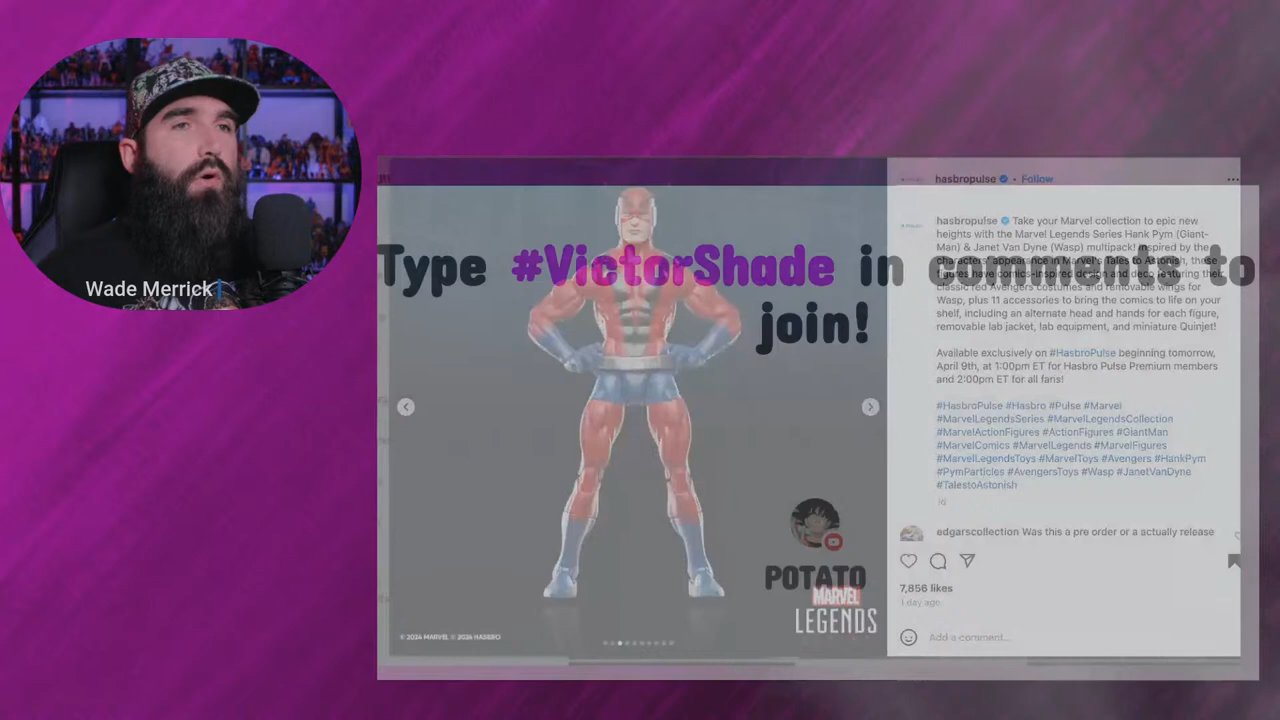 Wade Merrick
hasbropulse • Follow
hasbropulse Take your Marvel collection to epic new
heights with the Marvel Legends Series Hank Pym (Giant-
Man) & Janet Van Dyne (Wasp) multipack! Inspired by the
characters' appearance in Marvel's Tales to Astonish, these
figures have comics-inspired design and deco featuring their
classic red Avengers costumes and removable wings for
Wasp, plus 11 accessories to bring the comics to life on your
shelf, including an alternate head and hands for each figure,
removable lab jacket, lab equipment, and miniature Quinjet!
Available exclusively on #HasbroPulse beginning tomorrow,
April 9th, at 1:00pm ET for Hasbro Pulse Premium members
and 2:00pm ET for all fans!
#HasbroPulse #Hasbro #Pulse #Marvel
#MarvelLegendsSeries #MarvelLegendsCollection
#MarvelActionFigures #ActionFigures #GiantMan
#MarvelComics #MarvelLegends #MarvelFigures
#MarvelLegendsToys #MarvelToys #Avengers #HankPym
#PymParticles #AvengersToys #Wasp #JanetVanDyne
#TalestoAstonish
edgarscollection Was this a pre order or a actually release
7,856 likes
1 day ago
Add a comment...
Type #VictorShade in comments to
join!
POTATO
MARVEL
LEGENDS
© 2024 MARVEL © 2024 HASBRO